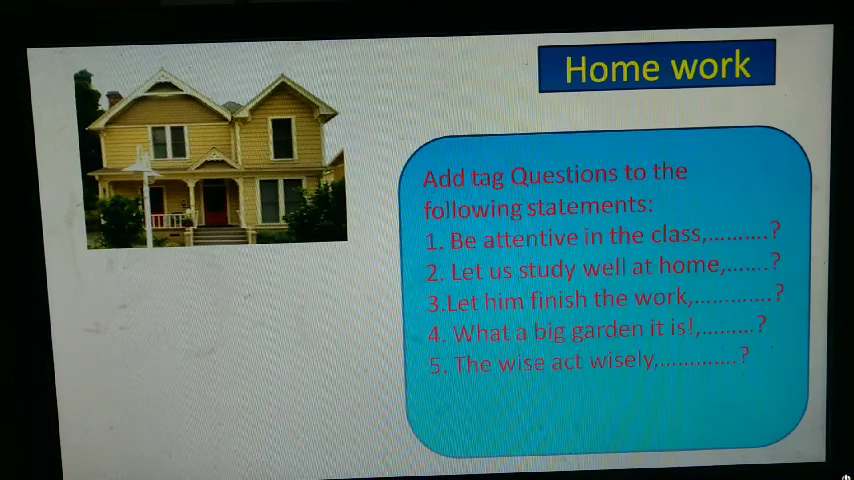 Home work
Add tag Questions to the
following statements:
1. Be attentive in the class,..........?
2. Let us study well at home,.......?
3.Let him finish the work,.............?
4. What a big garden it is!,.........?
5. The wise act wisely,.............?